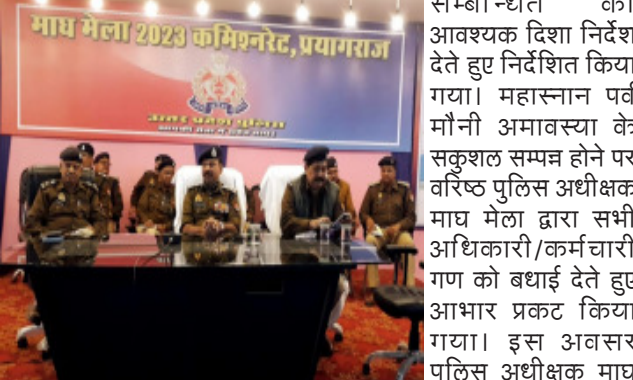 माघ मेला 2023 कमिश्नरेट, प्रयागराज
उत्तर प्रदेश पुलिस
सम्बन्धित को
आवश्यक दिशा निर्देश
देते हुए निर्देशित किया
गया। महास्नान पर्व
मौनी अमावस्या के
सकुशल सम्पन्न होने पर
वरिष्ठ पुलिस अधीक्षक
माघ मेला द्वारा सभी
अधिकारी/कर्मचारी
गण को बधाई देते हुए
आभार प्रकट किया
गया। इस अवसर
पुलिस अधीक्षक माघ